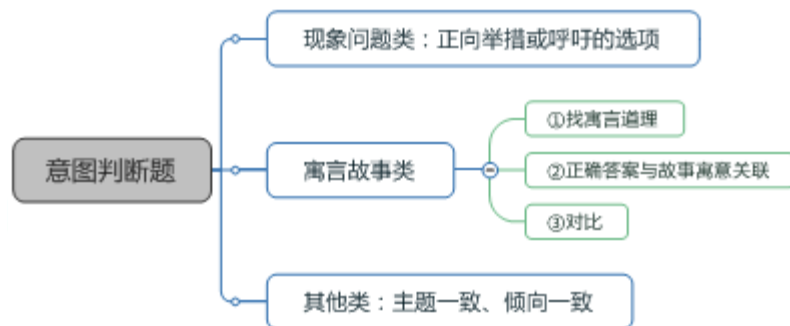 现象问题类：正向举措或呼吁的选项
①找寓言道理
意图判断题
寓言故事类
②正确答案与故事寓意关联
③对比
其他类：主题一致、倾向一致